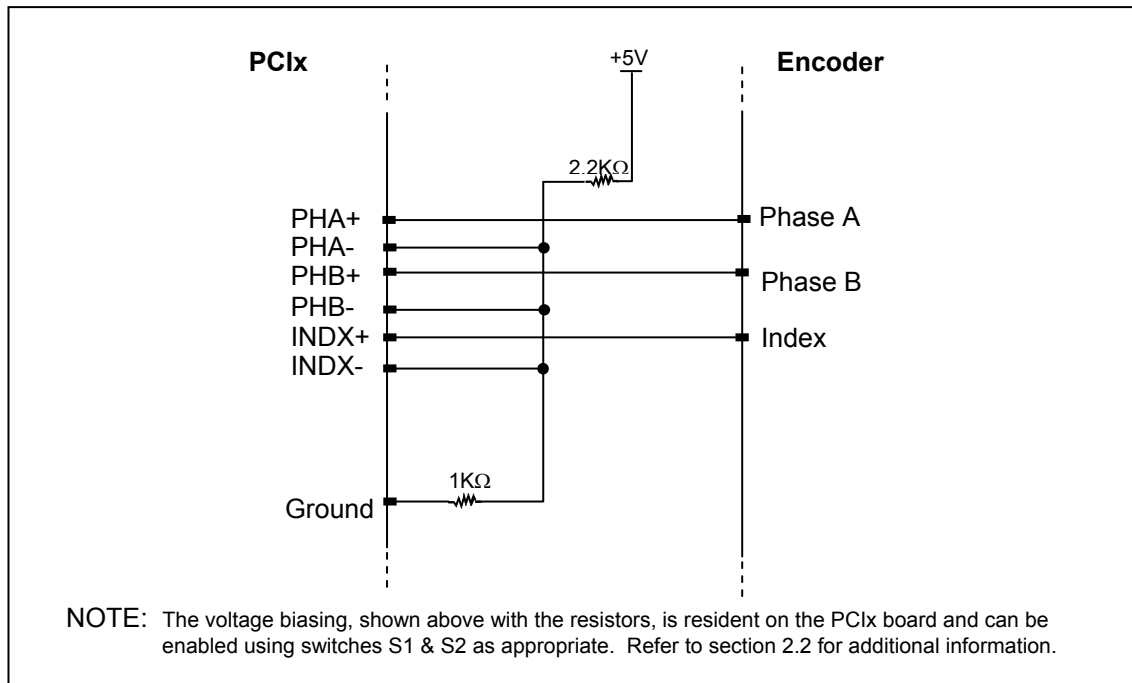 PCIx
+5V
Encoder
2.2KΩ
PHA+
Phase A
PHA-
PHB+
Phase B
PHB-
INDX+
Index
INDX-
1KΩ
Ground
NOTE: The voltage biasing, shown above with the resistors, is resident on the PCIx board and can be
enabled using switches S1 & S2 as appropriate. Refer to section 2.2 for additional information.